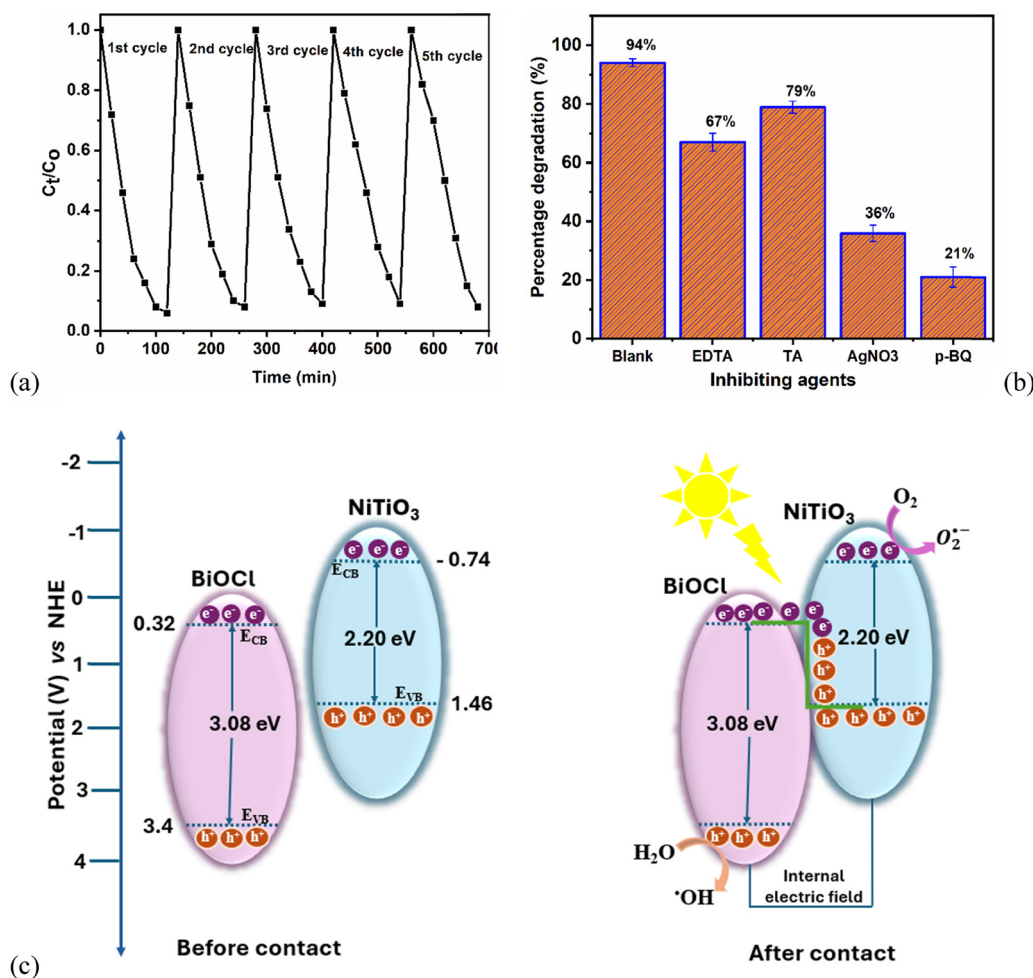 1.0
0.8
0.6
0.4
0.2
0.0
Ct/Co
1st cycle
2nd cycle
3rd cycle
4th cycle
5th cycle
0
100
200
300
400
500
600
700
Time (min)
(a)
100
80
60
40
20
0
Percentage degradation (%)
94%
67%
79%
36%
21%
Blank
EDTA
TA
AgNO3
p-BQ
Inhibiting agents
(b)
Potential (V) vs NHE
-2
-1
0
1
2
3
4
BiOCl
e- e- e-
0.32
ECB
3.08 eV
3.4
EVB
h+ h+ h+
NiTiO3
e- e- e-
ECB
- 0.74
2.20 eV
EVB
1.46
h+ h+ h+ h+
Before contact
NiTiO3
O2
O2•−
e- e- e-
BiOCl
e- e- e- e- e-
e-
2.20 eV
h+
h+
h+
h+ h+ h+ h+
3.08 eV
h+ h+ h+
H2O
•OH
Internal
electric field
After contact
(c)